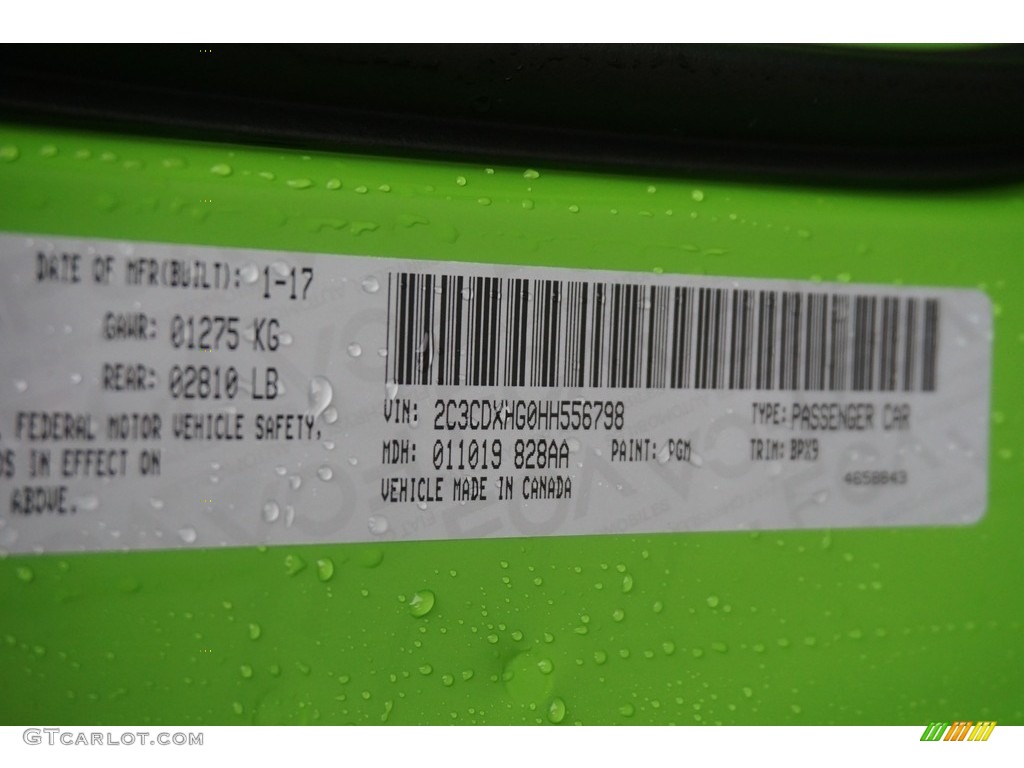 DATE OF MFR(BUILT): 1-17
GAWR: 01275 KG
REAR: 02810 LB
FEDERAL MOTOR VEHICLE SAFETY,
DS IN EFFECT ON
ABOVE.
VIN: 2C3CDXHG0HH556798
TYPE: PASSENGER CAR
MDH: 011019 828AA
PAINT: PGM
TRIM: BPX9
VEHICLE MADE IN CANADA
4658843
GTCARLOT.COM